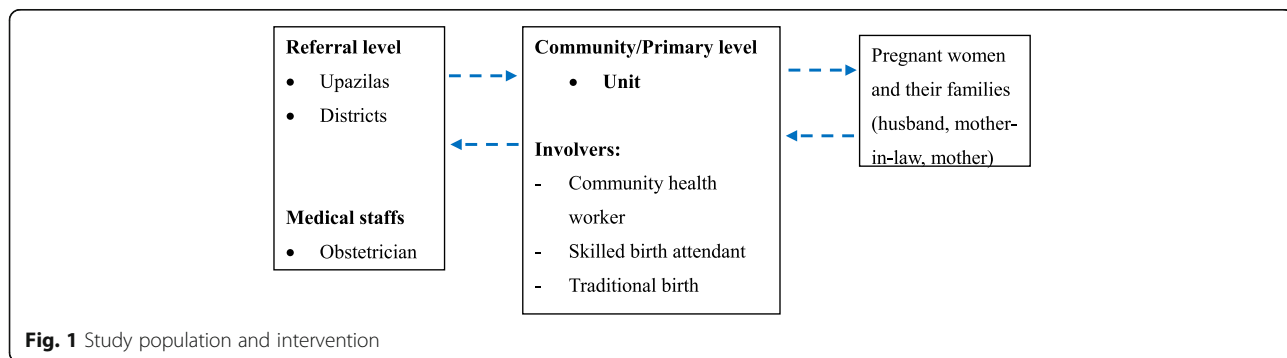 Referral level
• Upazilas
• Districts
Medical staffs
• Obstetrician
Community/Primary level
• Unit
Involvers:
- Community health
worker
- Skilled birth attendant
- Traditional birth
Pregnant women
and their families
(husband, mother-
in-law, mother)
Fig. 1 Study population and intervention